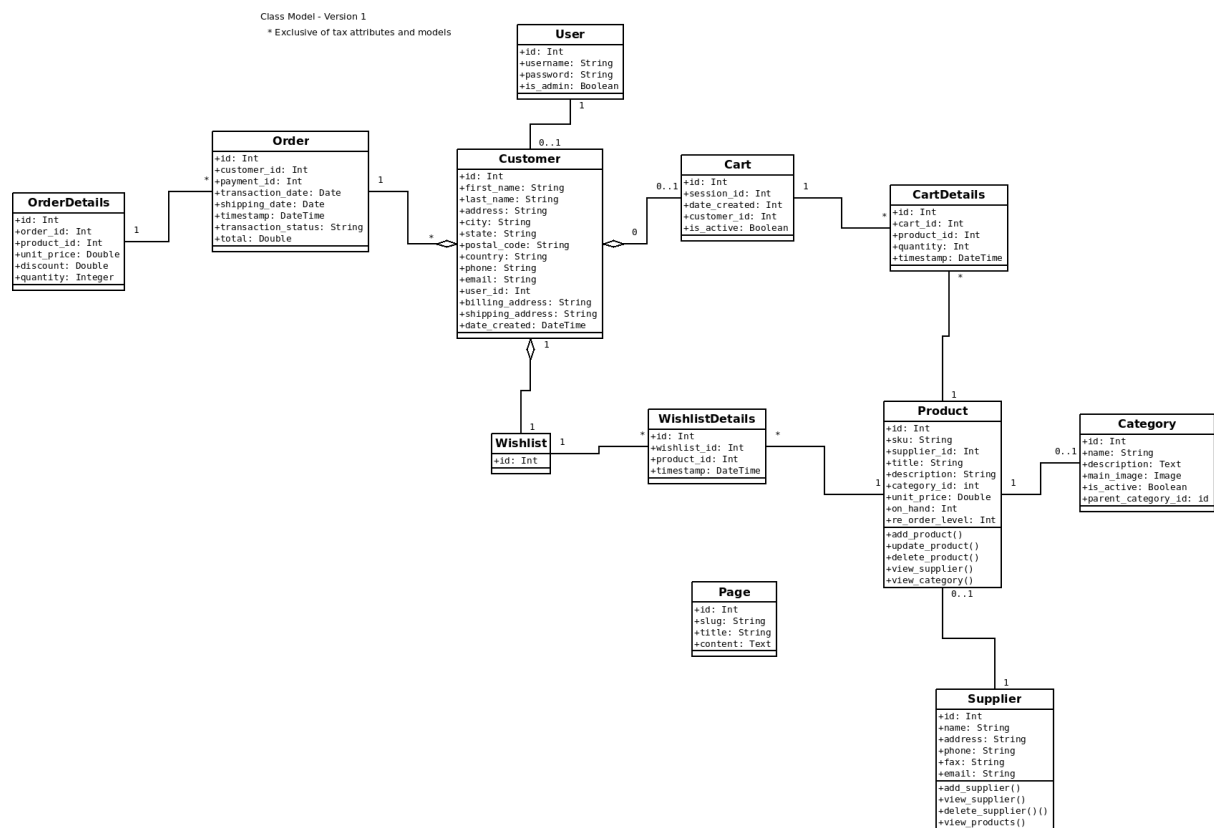 Class Model - Version 1
* Exclusive of tax attributes and models
User
+id: Int
+username: String
+password: String
+is_admin: Boolean
1
0..1
Order
+id: Int
+customer_id: Int
+payment_id: Int
+transaction_date: Date
+shipping_date: Date
+timestamp: DateTime
+transaction_status: String
+total: Double
*
1
OrderDetails
+id: Int
+order_id: Int
+product_id: Int
+unit_price: Double
+discount: Double
+quantity: Integer
1
*
Customer
+id: Int
+first_name: String
+last_name: String
+address: String
+city: String
+state: String
+postal_code: String
+country: String
+phone: String
+email: String
+user_id: Int
+billing_address: String
+shipping_address: String
+date_created: DateTime
0
1
0..1
Cart
+id: Int
+session_id: Int
+date_created: Int
+customer_id: Int
+is_active: Boolean
1
*
CartDetails
+id: Int
+cart_id: Int
+product_id: Int
+quantity: Int
+timestamp: DateTime
*
1
1
Wishlist
+id: Int
1
*
WishlistDetails
+id: Int
+wishlist_id: Int
+product_id: Int
+timestamp: DateTime
*
1
Product
+id: Int
+sku: String
+supplier_id: Int
+title: String
+description: String
+category_id: int
+unit_price: Double
+on_hand: Int
+re_order_level: Int
+add_product()
+update_product()
+delete_product()
+view_supplier()
+view_category()
1
0..1
Category
+id: Int
+name: String
+description: Text
+main_image: Image
+is_active: Boolean
+parent_category_id: id
Page
+id: Int
+slug: String
+title: String
+content: Text
0..1
1
Supplier
+id: Int
+name: String
+address: String
+phone: String
+fax: String
+email: String
+add_supplier()
+view_supplier()
+delete_supplier()()
+view_products()